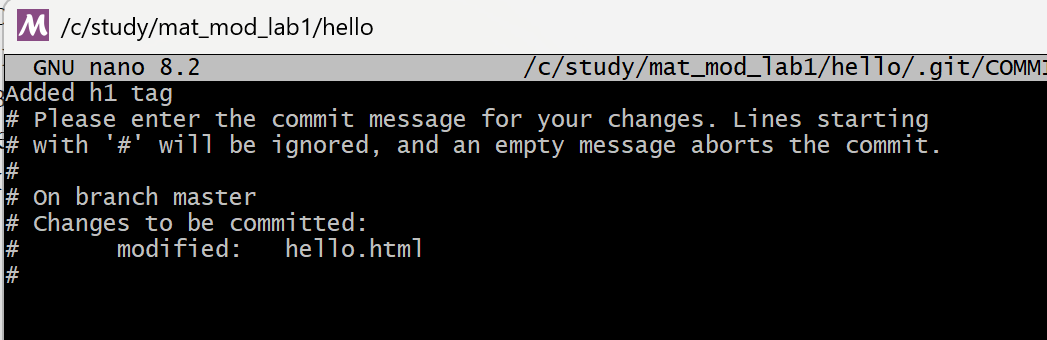 /c/study/mat_mod_lab1/hello
GNU nano 8.2 /c/study/mat_mod_lab1/hello/.git/COMMI
Added h1 tag
# Please enter the commit message for your changes. Lines starting
# with '#' will be ignored, and an empty message aborts the commit.
#
# On branch master
# Changes to be committed:
#       modified:   hello.html
#